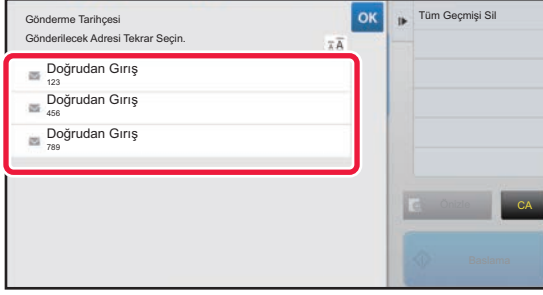 Gönderme Tarihçesi
OK
Tüm Geçmişi Sil
Gönderilecek Adresi Tekrar Seçin.
Doğrudan Giriş
123
Doğrudan Giriş
456
Doğrudan Giriş
789
CA